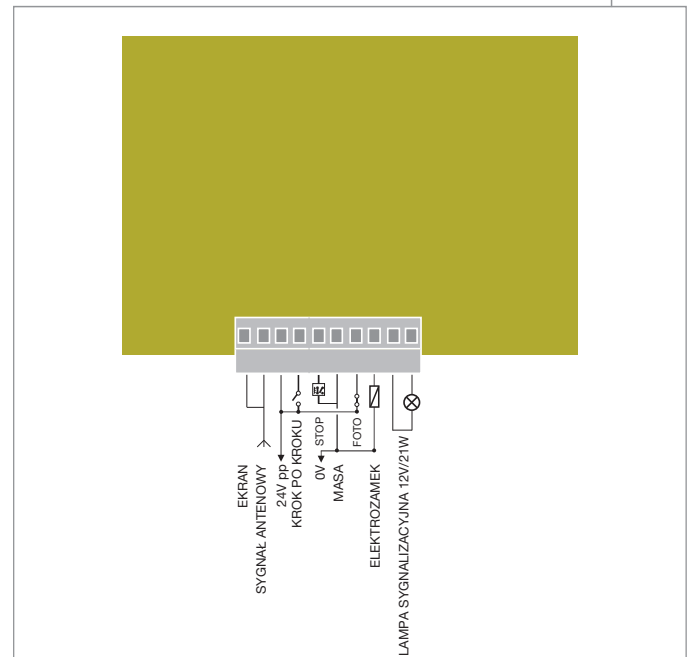 EKRAN
SYGNAŁ ANTENOWY
24V pp
KROK PO KROKU
STOP
0V
MASA
FOTO
ELEKTROZAMEK
LAMPA SYGNALIZACYJNA 12V/21W